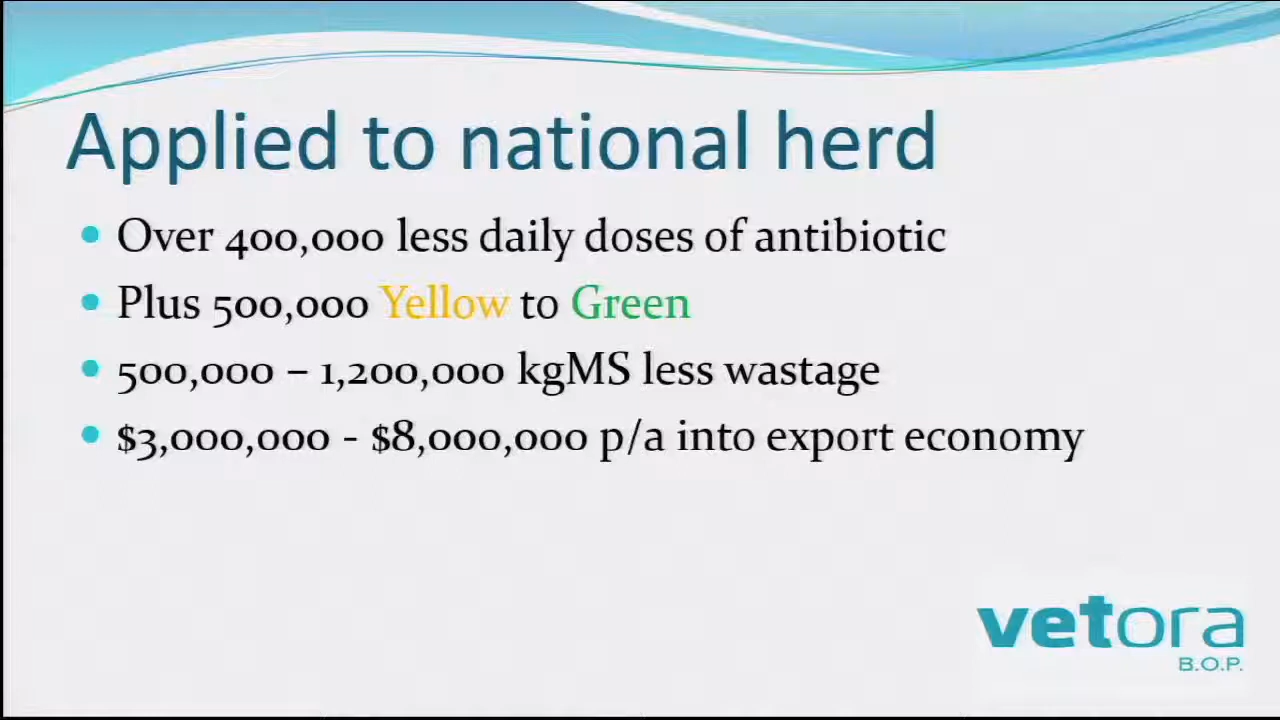 Applied to national herd
Over 400,000 less daily doses of antibiotic
Plus 500,000 Yellow to Green
500,000 – 1,200,000 kgMS less wastage
$3,000,000 - $8,000,000 p/a into export economy
vetora
B.O.P.